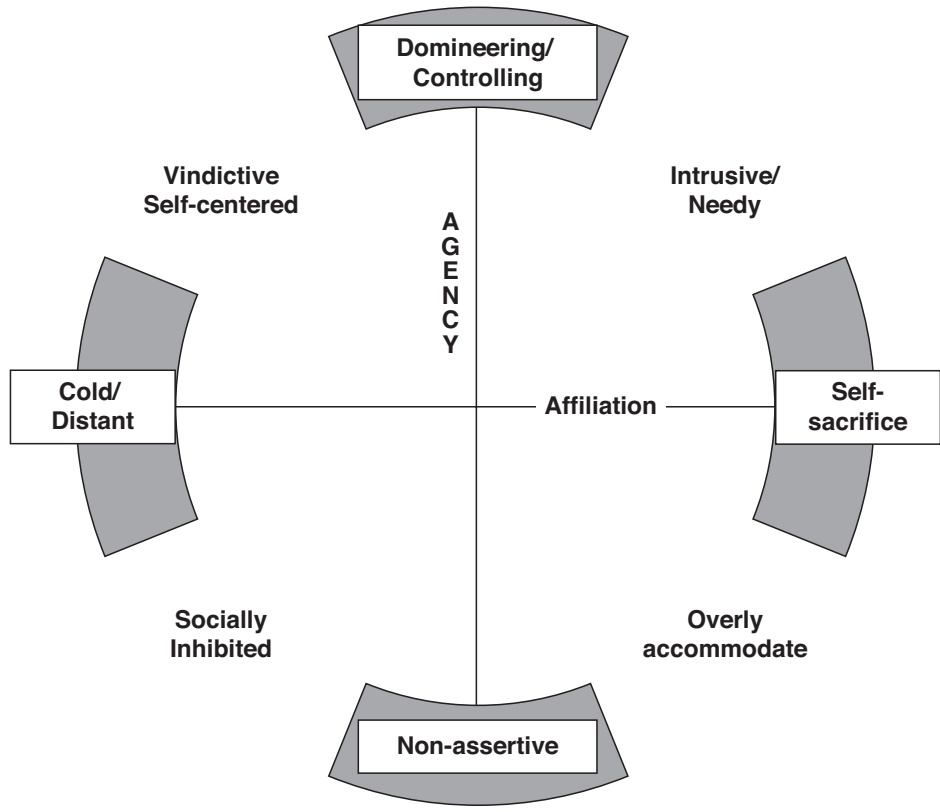 Domineering/
Controlling
Vindictive
Self-centered
Intrusive/
Needy
A
G
E
N
C
Y
Cold/
Distant
Affiliation
Self-
sacrifice
Socially
Inhibited
Overly
accommodate
Non-assertive